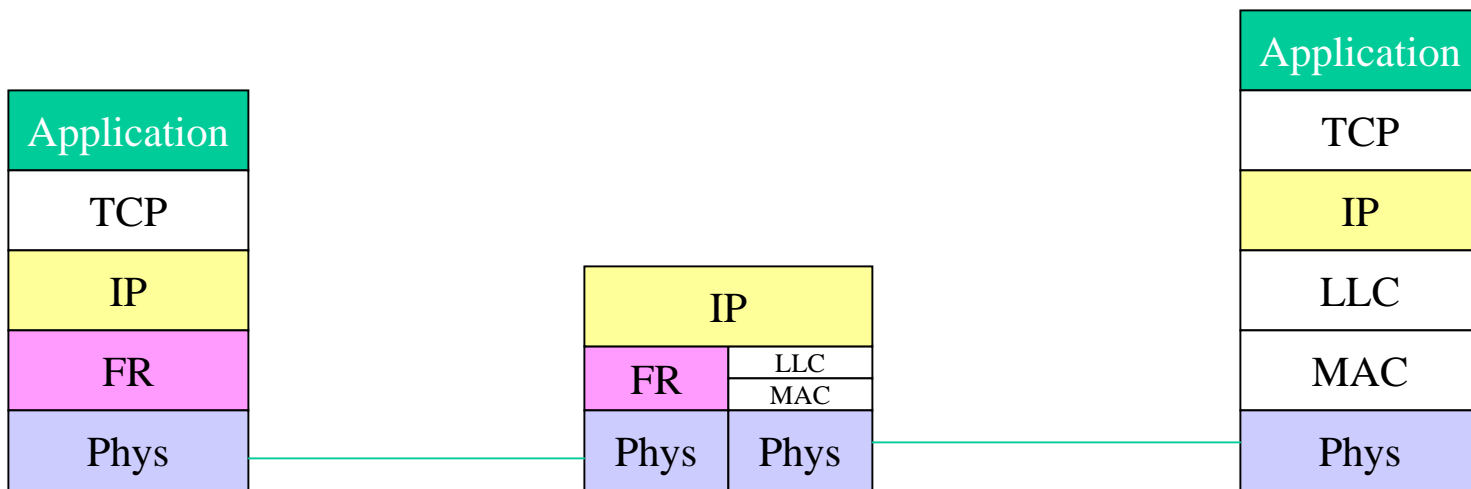 Application
TCP
IP
FR
Phys
IP
FR
LLC
MAC
Phys
Phys
Application
TCP
IP
LLC
MAC
Phys